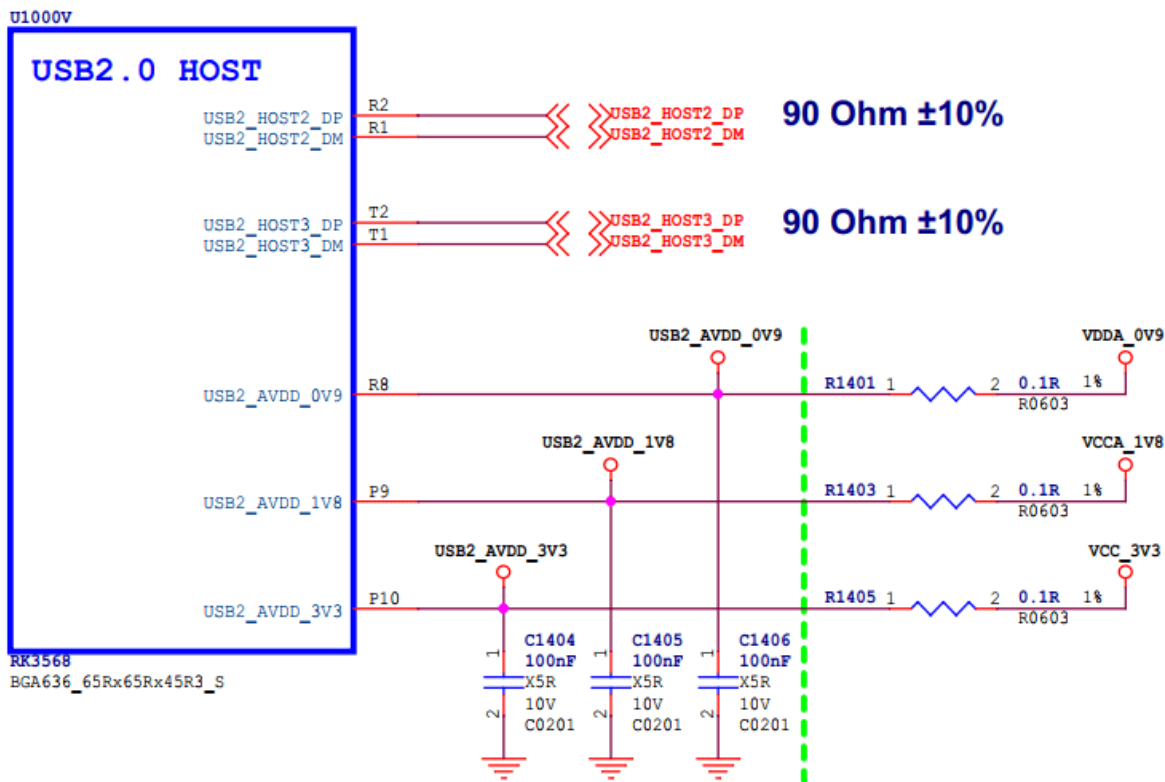 U1000V
USB2.0 HOST
USB2_HOST2_DP R2 USB2_HOST2_DP 90 Ohm ±10%
USB2_HOST2_DM R1 USB2_HOST2_DM
USB2_HOST3_DP T2 USB2_HOST3_DP 90 Ohm ±10%
USB2_HOST3_DM T1 USB2_HOST3_DM
USB2_AVDD_0V9 VDDA_0V9
USB2_AVDD_0V9 R8 R1401 1 2 0.1R 1%
R0603
USB2_AVDD_1V8 VCCA_1V8
USB2_AVDD_1V8 P9 R1403 1 2 0.1R 1%
R0603
USB2_AVDD_3V3 VCC_3V3
USB2_AVDD_3V3 P10 R1405 1 2 0.1R 1%
R0603
RK3568
BGA636_65Rx65Rx45R3_S
1 C1404 1 C1405 1 C1406
100nF 100nF 100nF
X5R X5R X5R
2 10V 2 10V 2 10V
C0201 C0201 C0201